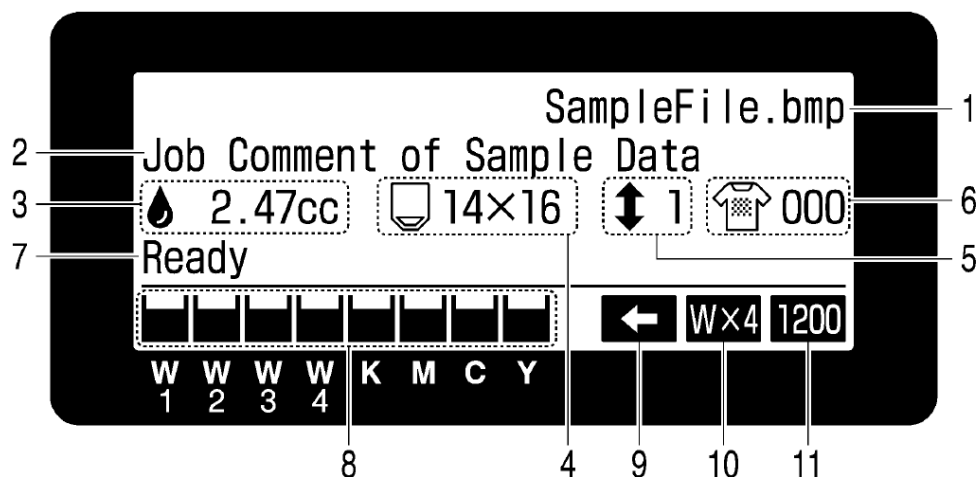 SampleFile.bmp 1
2 Job Comment of Sample Data
3 2.47cc 14×16 1 000 6
7 Ready 5
W×4 1200
W W W W K M C Y
1 2 3 4
8 4 9 10 11